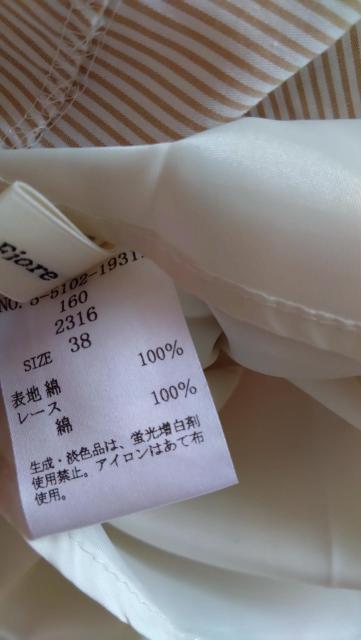 Fiore
NO. 5-5102-1931
160
2316
SIZE 38
表地 綿 100%
レース
綿 100%
生成・淡色品は、蛍光増白剤
使用禁止。アイロンはあて布
使用。